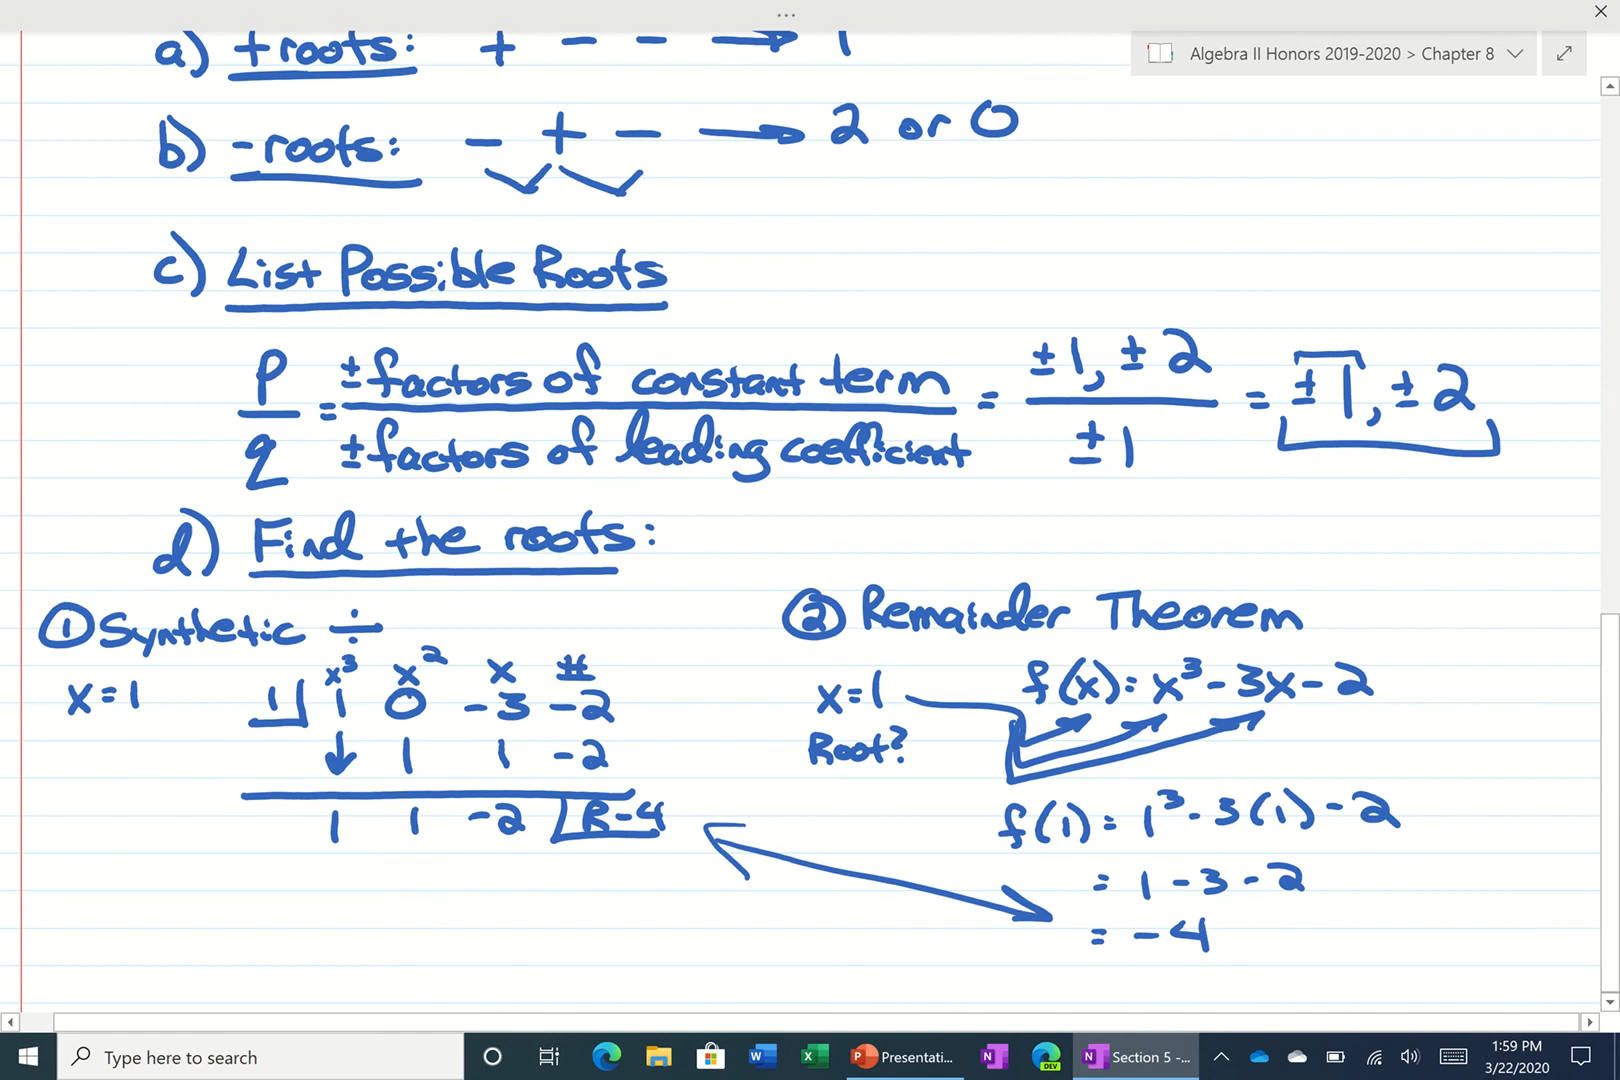 Algebra II Honors 2019-2020 > Chapter 8
a) + roots: + - - → 1
b) - roots: - + - → 2 or 0
c) List Possible Roots
p/q = ± factors of constant term / ± factors of leading coefficient = ±1, ±2 / ±1 = ±1, ±2
d) Find the roots:
① Synthetic ÷
x³ x² x #
x=1 1 1 0 -3 -2
↓ 1 1 -2
1 1 -2 R-4
② Remainder Theorem
x=1 f(x)= x³-3x-2
Root?
f(1)= 1³-3(1)-2
= 1-3-2
= -4
Type here to search
Presentati...
DEV
Section 5 -...
1:59 PM
3/22/2020